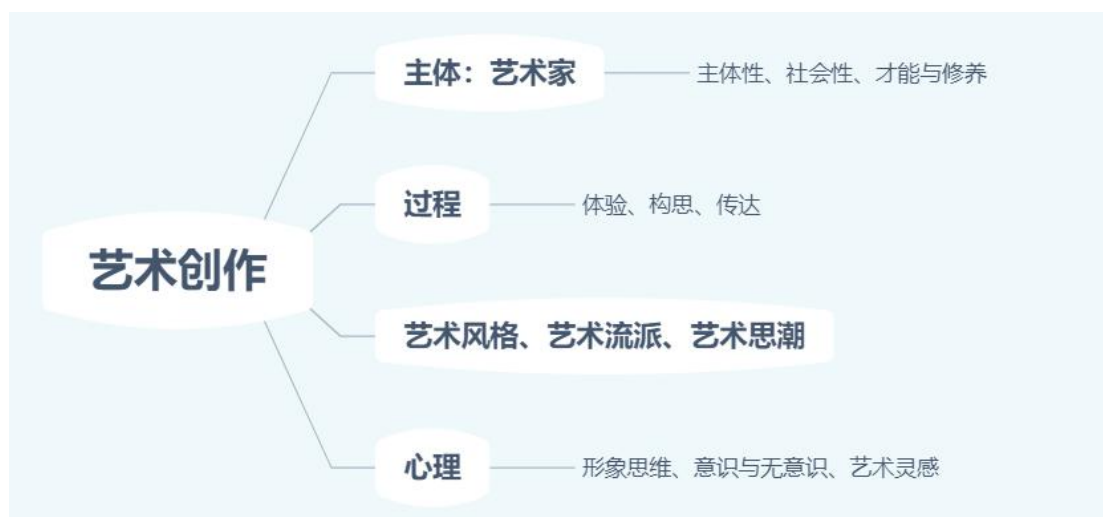 主体：艺术家
主体性、社会性、才能与修养
过程
体验、构思、传达
艺术创作
艺术风格、艺术流派、艺术思潮
心理
形象思维、意识与无意识、艺术灵感